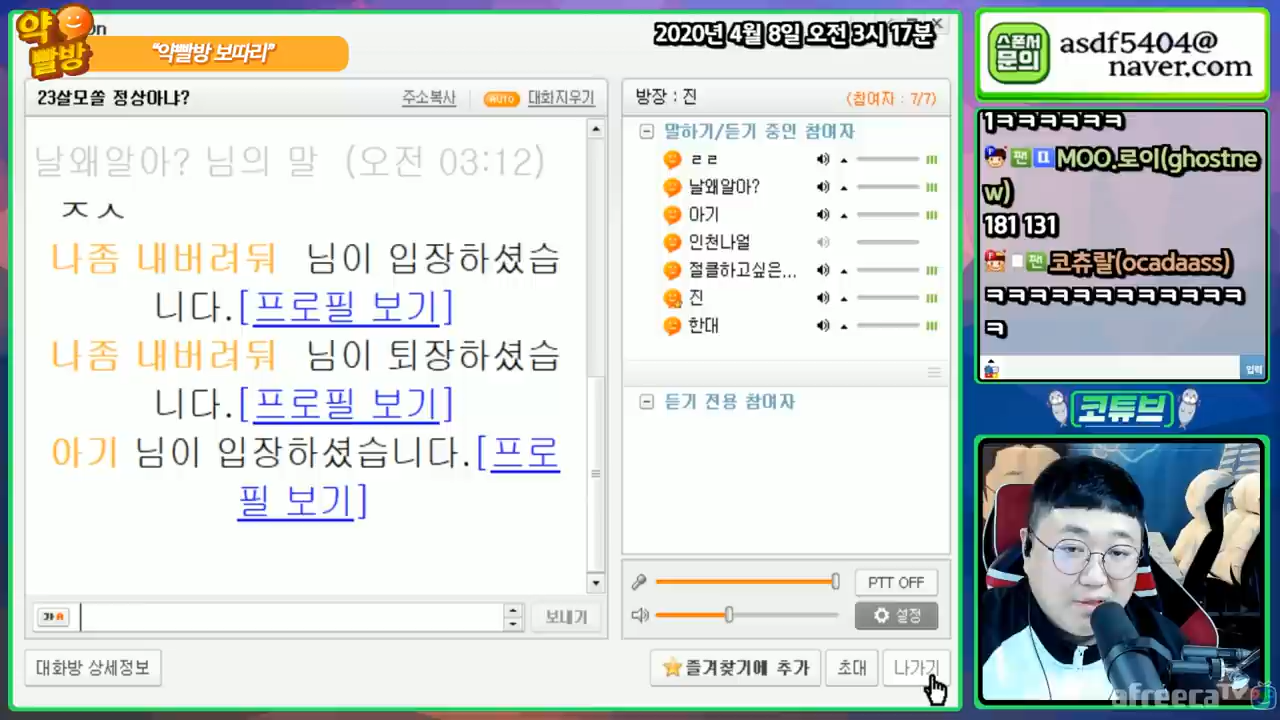 약빨방
on
"약빨방 보따리"
2020년 4월 8일 오전 3시 17분
23살모쏠 정상아냐?
주소복사
AUTO 대화지우기
날왜알아? 님의 말 (오전 03:12)
ㅈㅅ
나좀 내버려둬 님이 입장하셨습
니다.[프로필 보기]
나좀 내버려둬 님이 퇴장하셨습
니다.[프로필 보기]
아기 님이 입장하셨습니다.[프로
필 보기]
가A
보내기
대화방 상세정보
방장 : 진
(참여자 : 7/7)
말하기/듣기 중인 참여자
ㄹㄹ
날왜알아?
아기
인천나얼
절클하고싶은...
진
한대
듣기 전용 참여자
PTT OFF
설정
즐겨찾기에 추가
초대
나가기
스폰서
문의
asdf5404@
naver.com
1ㅋㅋㅋㅋㅋㅋ
팬 MOO.로이(ghostne
w)
181 131
팬 코츄랄(ocadaass)
ㅋㅋㅋㅋㅋㅋㅋㅋㅋㅋㅋㅋ
ㅋ
입력
코튜브
afreecaTV